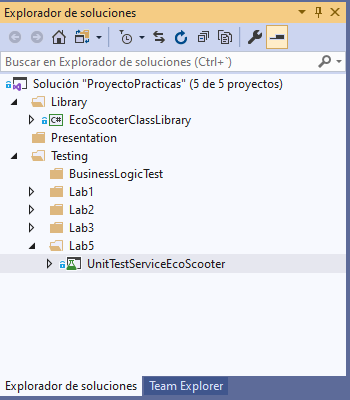 Explorador de soluciones
Buscar en Explorador de soluciones (Ctrl+`)
Solución "ProyectoPracticas" (5 de 5 proyectos)
Library
C# EcoScooterClassLibrary
Presentation
Testing
BusinessLogicTest
Lab1
Lab2
Lab3
Lab5
UnitTestServiceEcoScooter
Explorador de soluciones Team Explorer